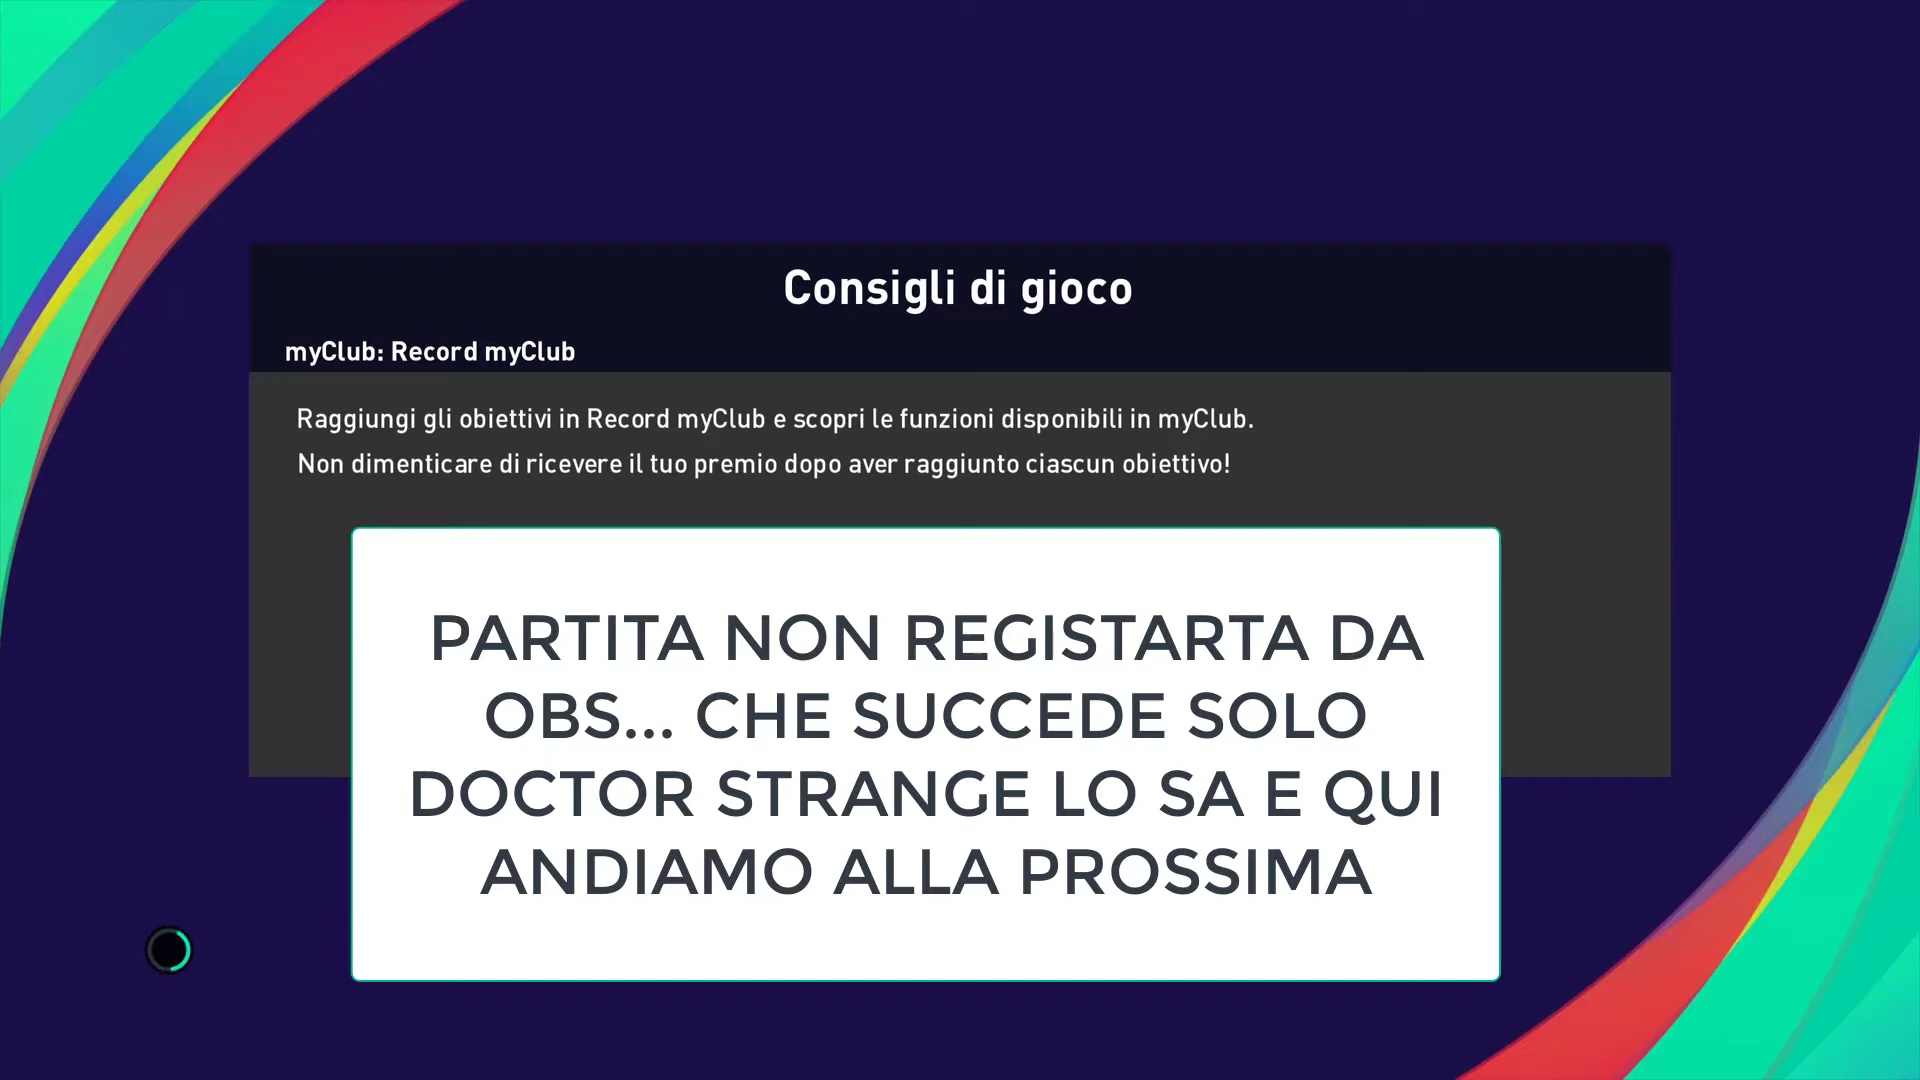 Consigli di gioco
myClub: Record myClub
Raggiungi gli obiettivi in Record myClub e scopri le funzioni disponibili in myClub.
Non dimenticare di ricevere il tuo premio dopo aver raggiunto ciascun obiettivo!
PARTITA NON REGISTARTA DA
OBS... CHE SUCCEDE SOLO
DOCTOR STRANGE LO SA E QUI
ANDIAMO ALLA PROSSIMA